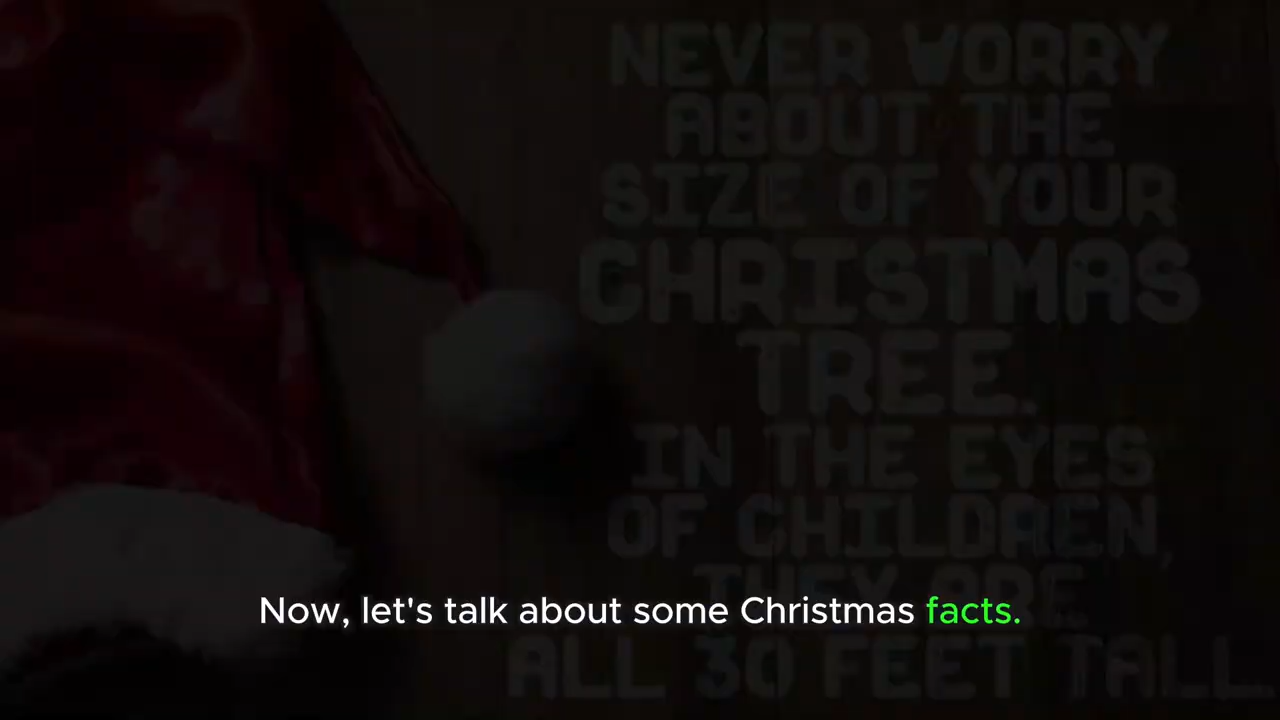 NEVER WORRY
ABOUT THE
SIZE OF YOUR
CHRISTMAS
TREE.
IN THE EYES
OF CHILDREN,
THEY ARE
ALL 30 FEET TALL.
Now, let's talk about some Christmas facts.